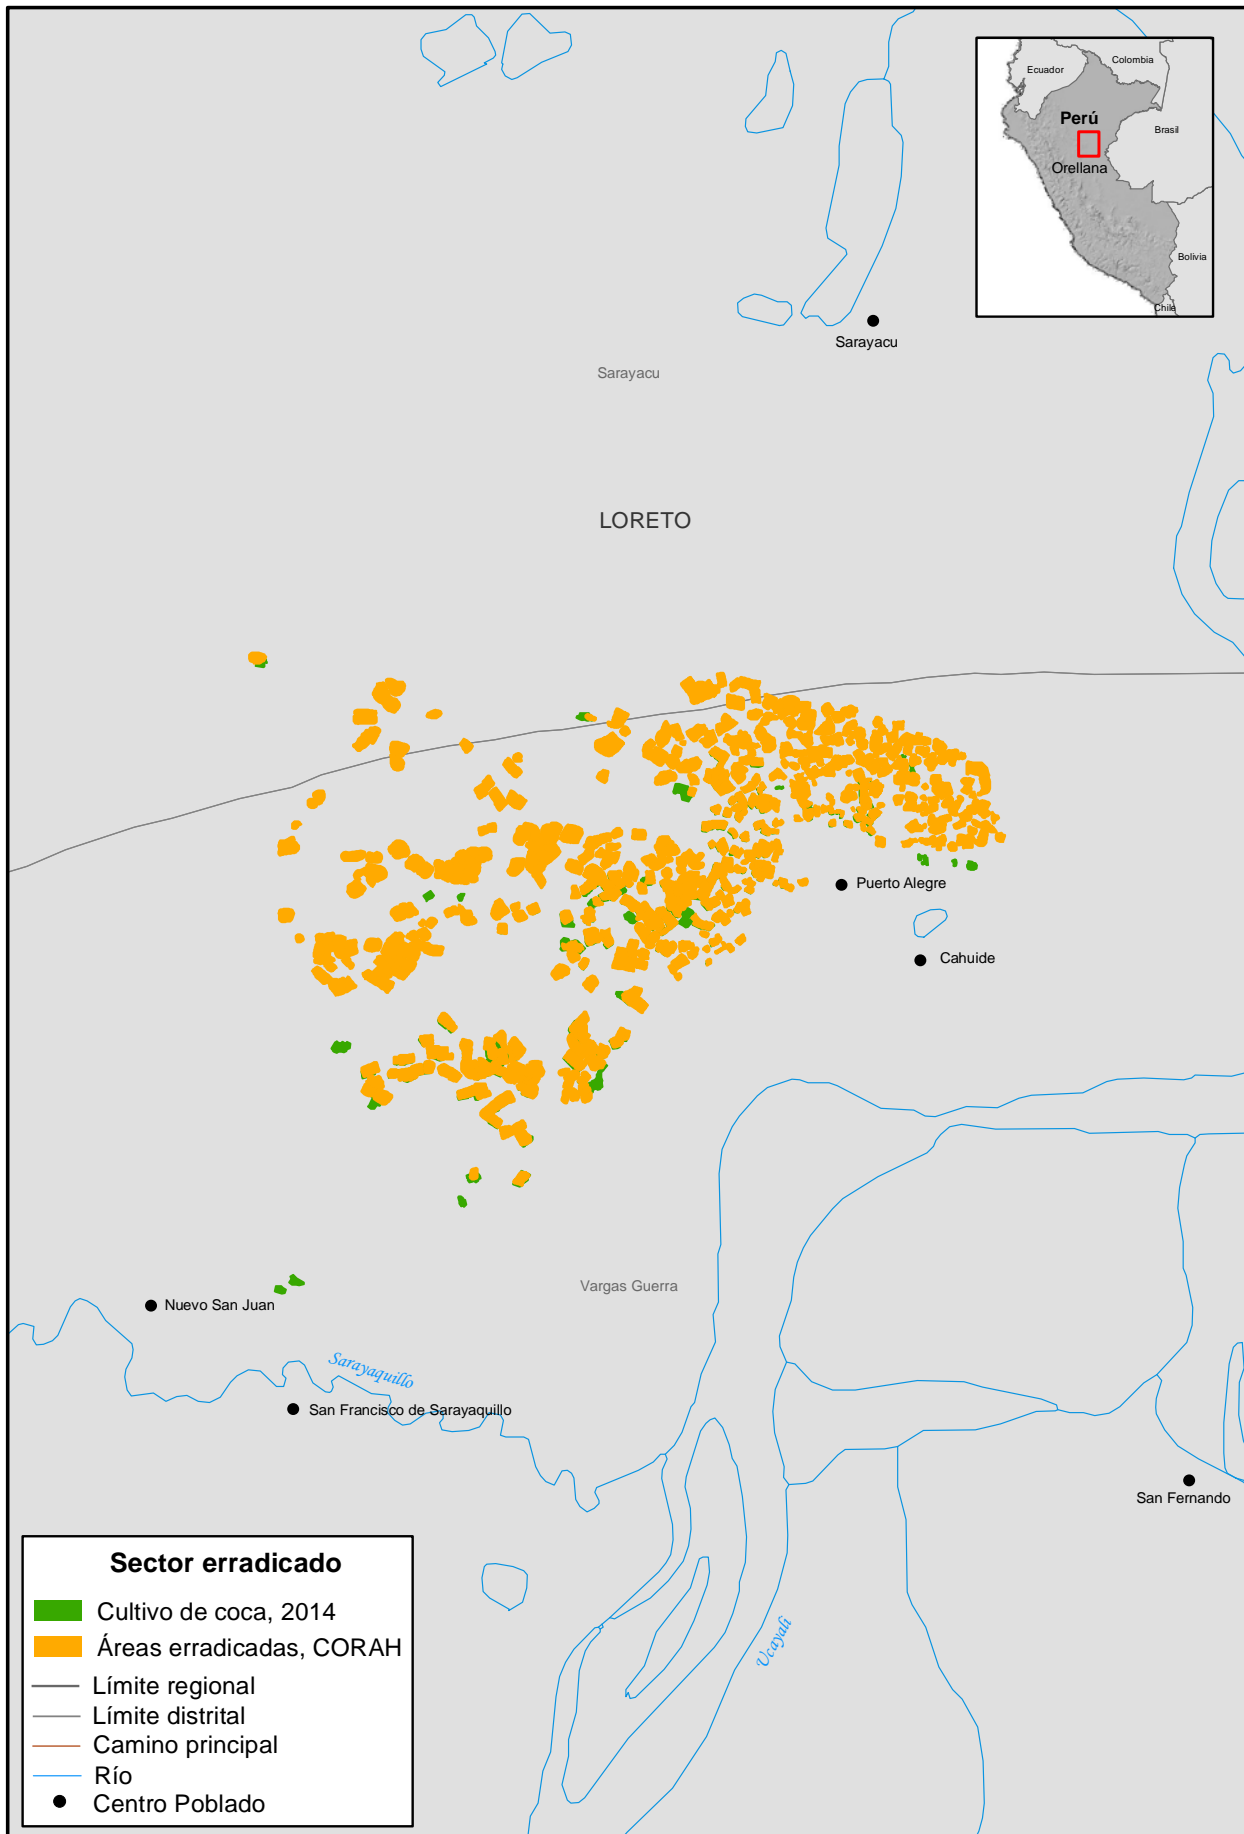 Ecuador
Colombia
Perú
Brasil
Orellana
Bolivia
Chile
Sarayacu
Sarayacu
LORETO
Puerto Alegre
Cahuide
Vargas Guerra
Nuevo San Juan
Sarayaquillo
San Francisco de Sarayaquillo
San Fernando
Ucayali
Sector erradicado
Cultivo de coca, 2014
Áreas erradicadas, CORAH
Límite regional
Límite distrital
Camino principal
Río
Centro Poblado